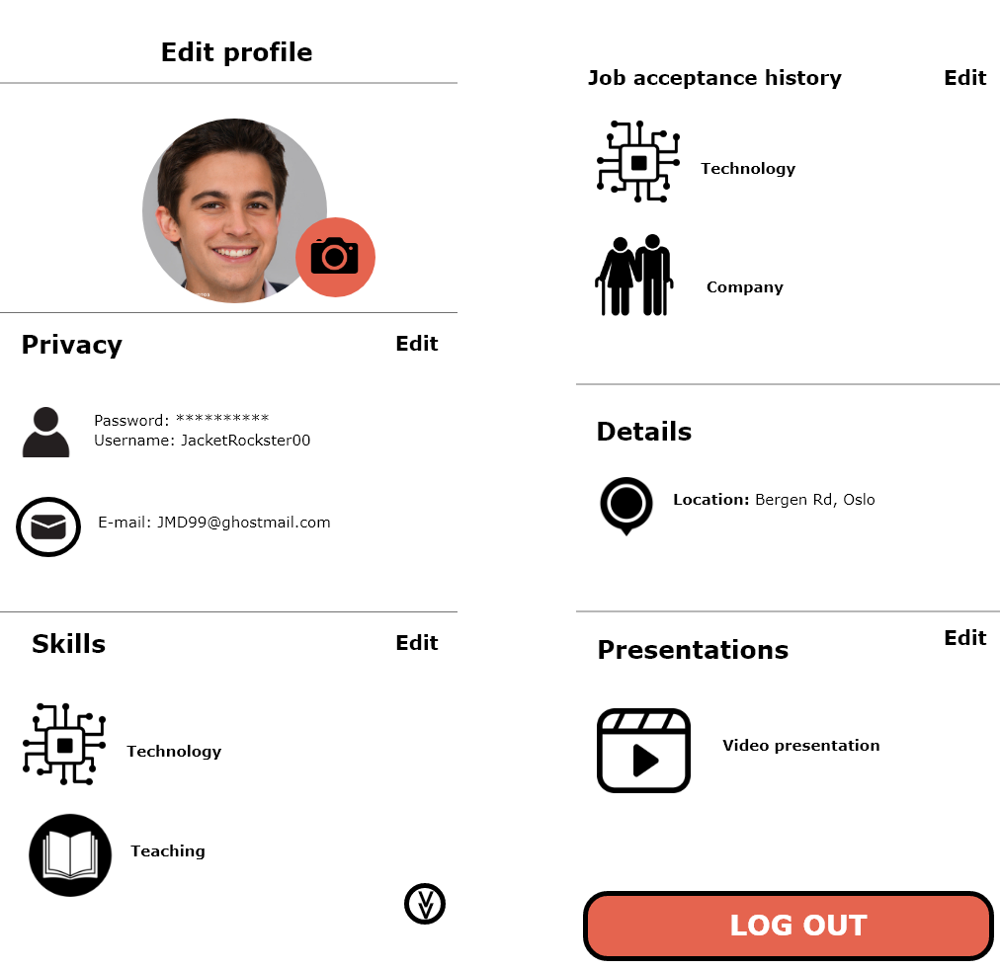 Edit profile
Privacy
Edit
Password: **********
Username: JacketRockster00
E-mail: JMD99@ghostmail.com
Skills
Edit
Technology
Teaching
Job acceptance history
Edit
Technology
Company
Details
Location: Bergen Rd, Oslo
Presentations
Edit
Video presentation
LOG OUT